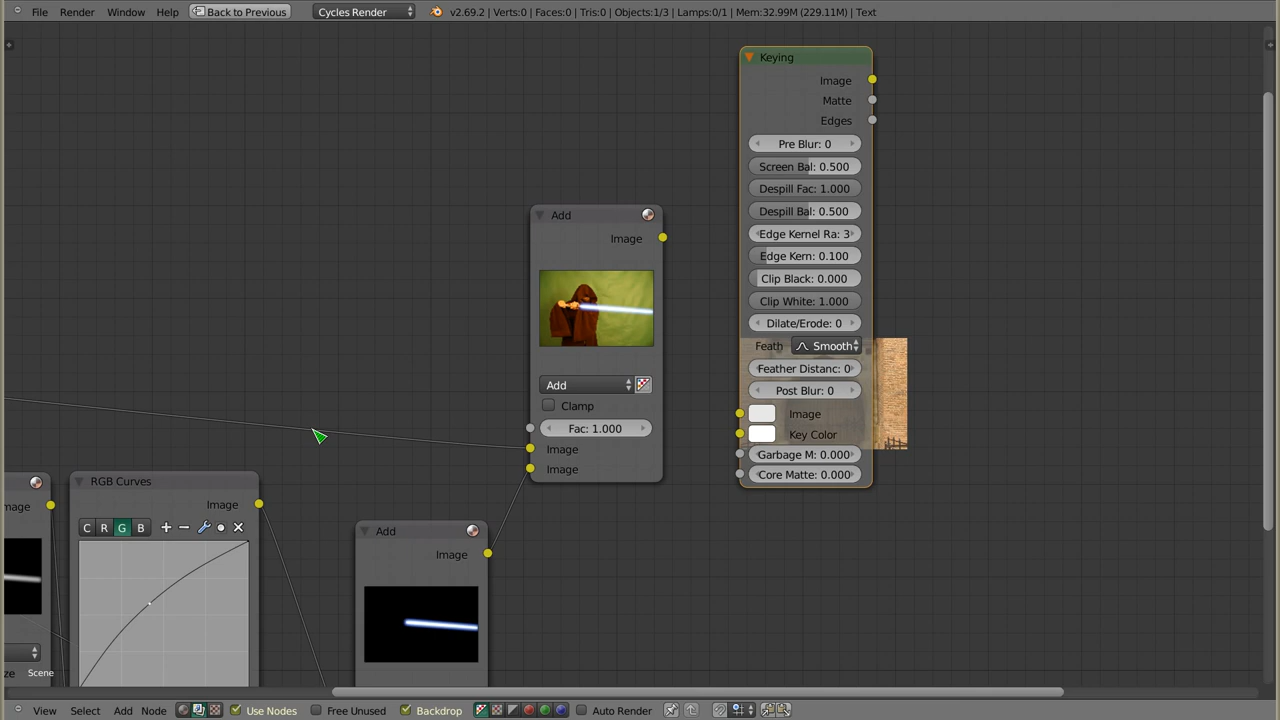 File Render Window Help Back to Previous Cycles Render v2.69.2 | Verts:0 | Faces:0 | Tris:0 | Objects:1/3 | Lamps:0/1 | Mem:32.99M (229.11M) | Text
Keying
Image
Matte
Edges
Pre Blur: 0
Screen Bal: 0.500
Despill Fac: 1.000
Despill Bal: 0.500
Edge Kernel Ra: 3
Edge Kern: 0.100
Clip Black: 0.000
Clip White: 1.000
Dilate/Erode: 0
Feath Smooth
Feather Distanc: 0
Post Blur: 0
Image
Key Color
Garbage M: 0.000
Core Matte: 0.000
Add
Image
Add
Clamp
Fac: 1.000
Image
Image
RGB Curves
Image
C R G B
Add
Image
mage
ze Scene
View Select Add Node Use Nodes Free Unused Backdrop Auto Render